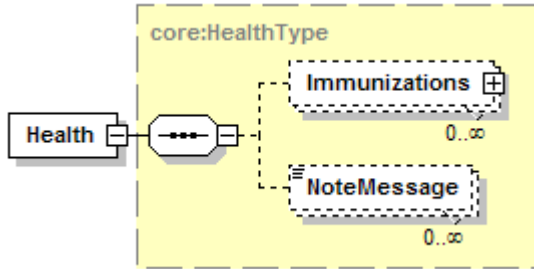 core:HealthType
Immunizations
0..∞
Health
NoteMessage
0..∞